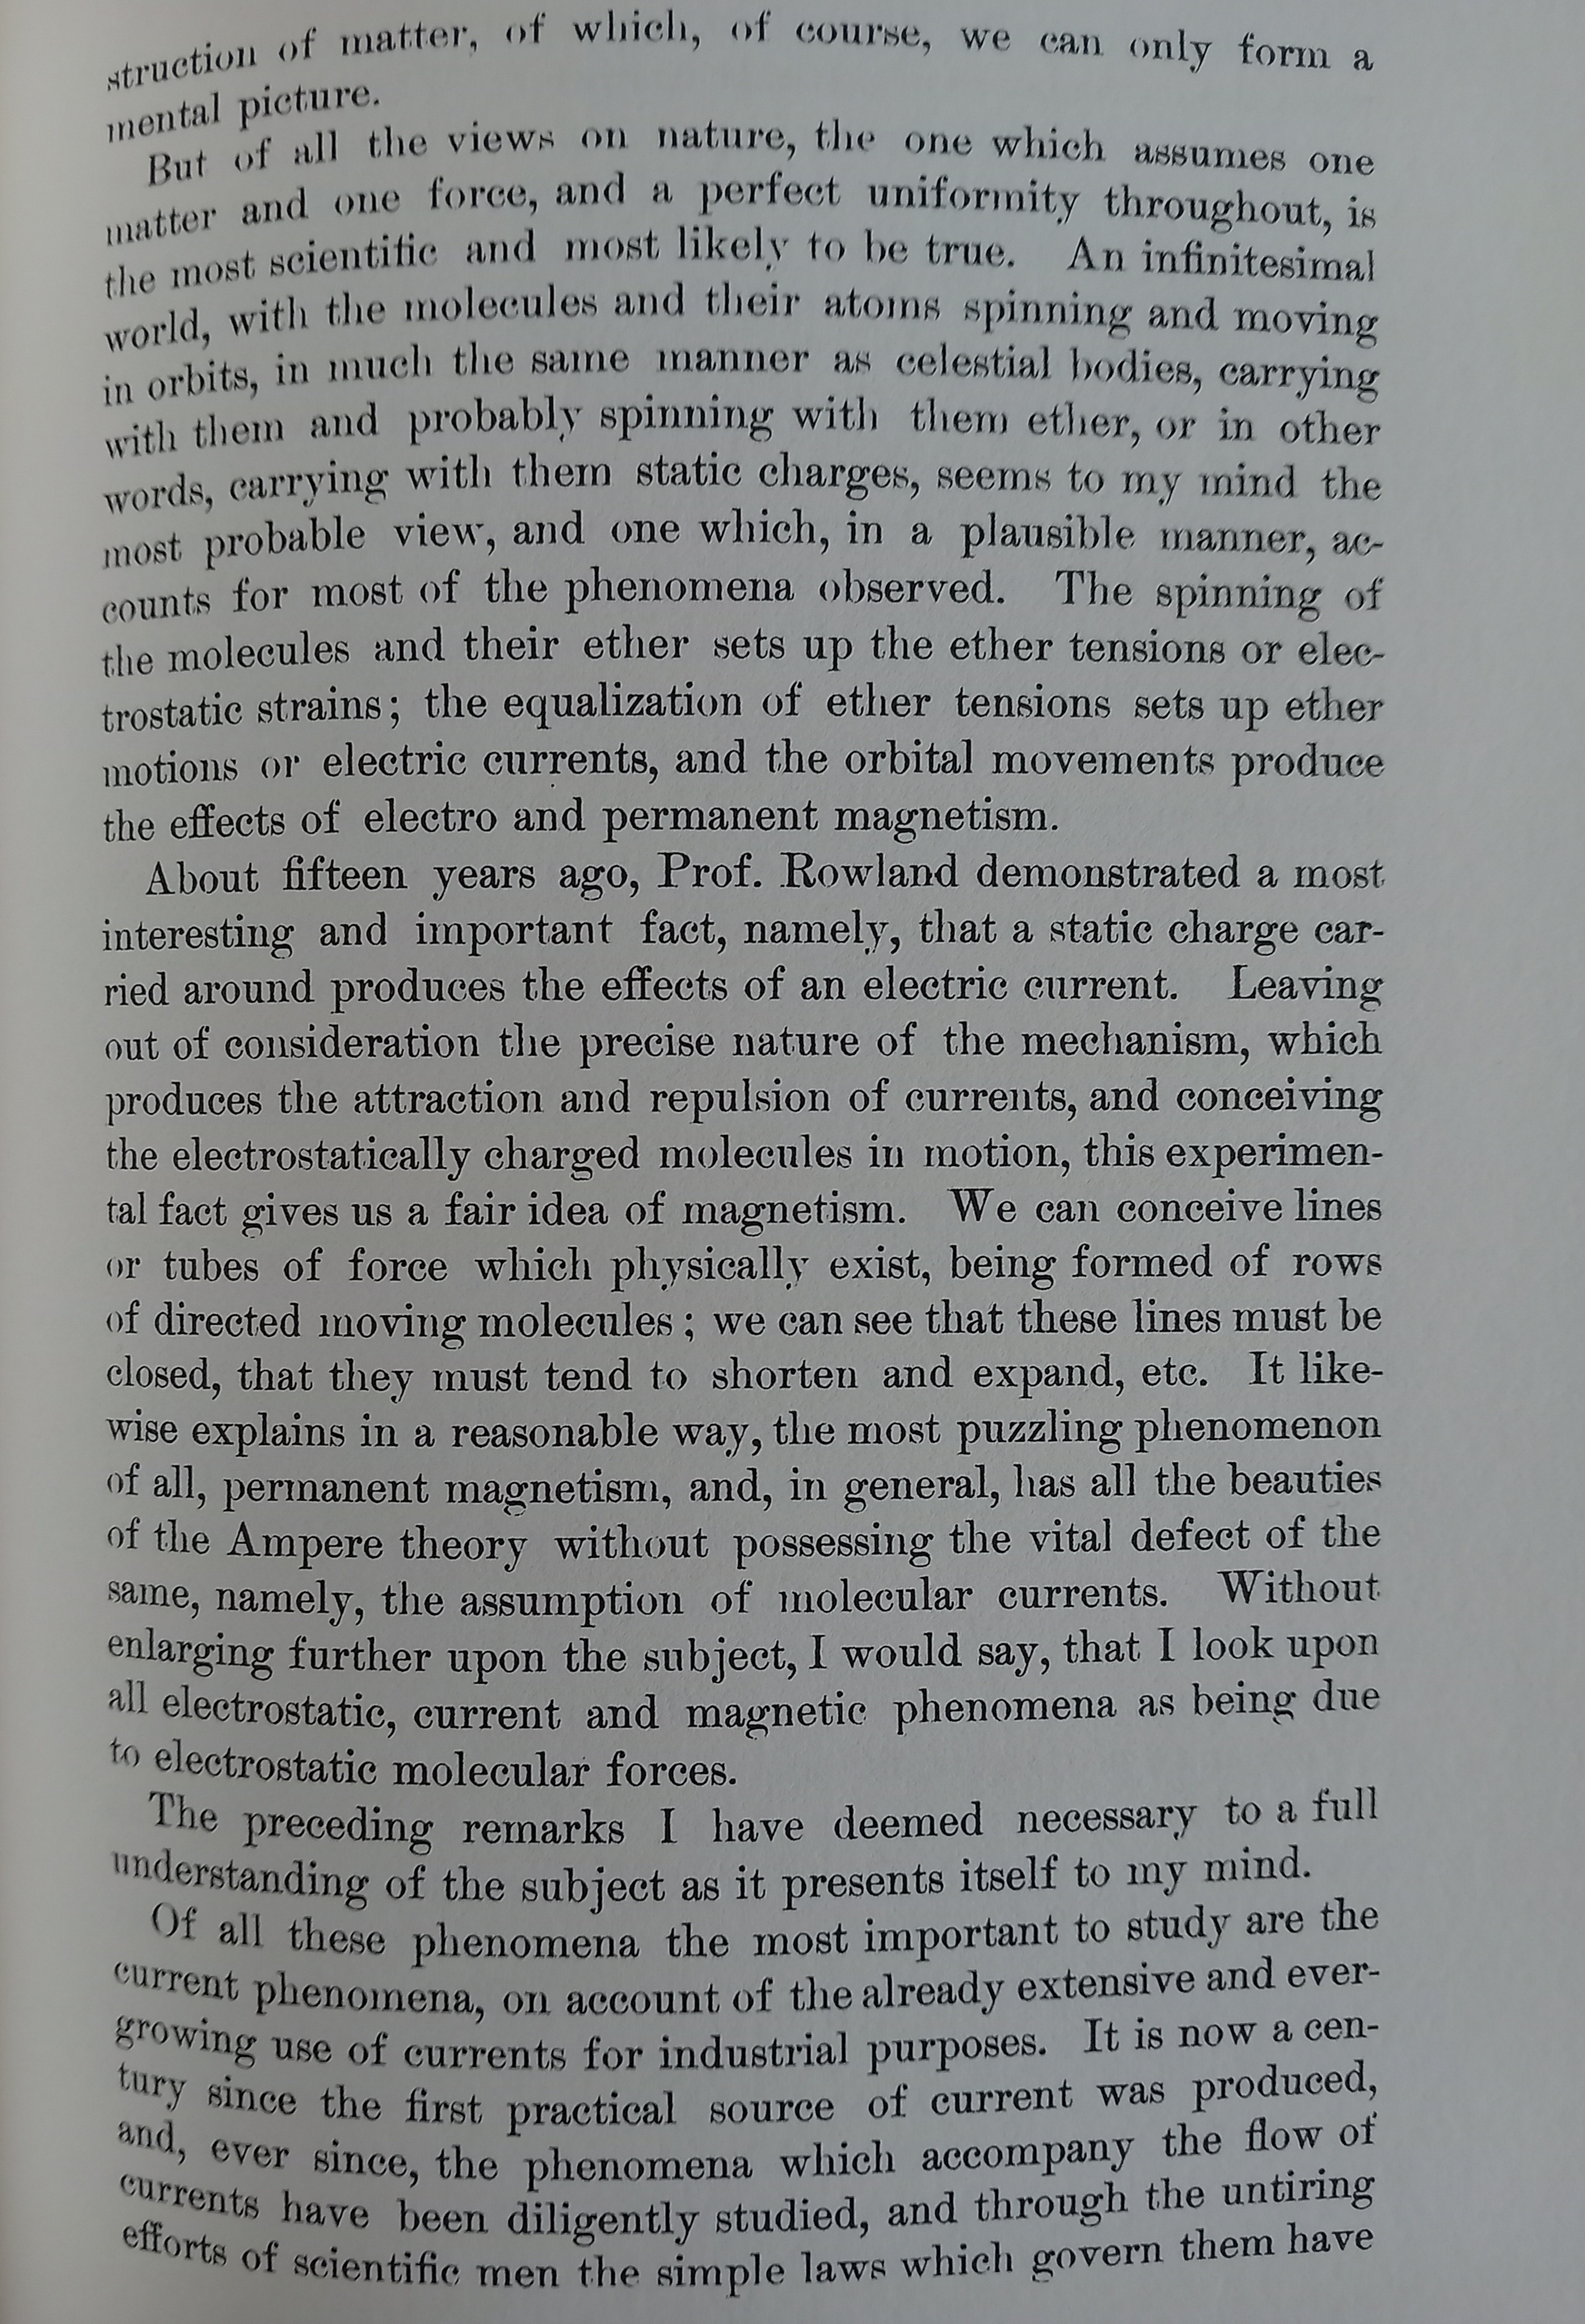 struction of matter, of which, of course, we can only form a
mental picture.
But of all the views on nature, the one which assumes one
matter and one force, and a perfect uniformity throughout, is
the most scientific and most likely to be true. An infinitesimal
world, with the molecules and their atoms spinning and moving
in orbits, in much the same manner as celestial bodies, carrying
with them and probably spinning with them ether, or in other
words, carrying with them static charges, seems to my mind the
most probable view, and one which, in a plausible manner, ac-
counts for most of the phenomena observed. The spinning of
the molecules and their ether sets up the ether tensions or elec-
trostatic strains; the equalization of ether tensions sets up ether
motions or electric currents, and the orbital movements produce
the effects of electro and permanent magnetism.
About fifteen years ago, Prof. Rowland demonstrated a most
interesting and important fact, namely, that a static charge car-
ried around produces the effects of an electric current. Leaving
out of consideration the precise nature of the mechanism, which
produces the attraction and repulsion of currents, and conceiving
the electrostatically charged molecules in motion, this experimen-
tal fact gives us a fair idea of magnetism. We can conceive lines
or tubes of force which physically exist, being formed of rows
of directed moving molecules; we can see that these lines must be
closed, that they must tend to shorten and expand, etc. It like-
wise explains in a reasonable way, the most puzzling phenomenon
of all, permanent magnetism, and, in general, has all the beauties
of the Ampere theory without possessing the vital defect of the
same, namely, the assumption of molecular currents. Without
enlarging further upon the subject, I would say, that I look upon
all electrostatic, current and magnetic phenomena as being due
to electrostatic molecular forces.
The preceding remarks I have deemed necessary to a full
understanding of the subject as it presents itself to my mind.
Of all these phenomena the most important to study are the
current phenomena, on account of the already extensive and ever-
growing use of currents for industrial purposes. It is now a cen-
tury since the first practical source of current was produced,
and, ever since, the phenomena which accompany the flow of
currents have been diligently studied, and through the untiring
efforts of scientific men the simple laws which govern them have